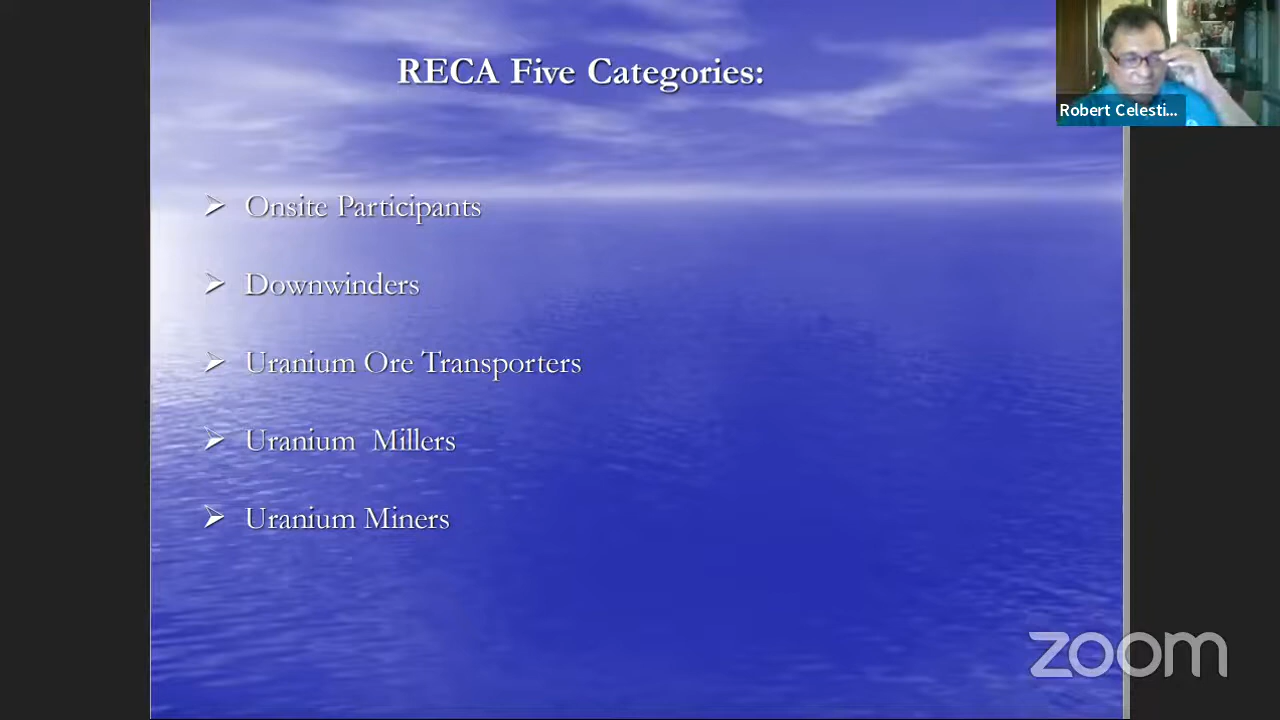 RECA Five Categories:
Robert Celesti...
Onsite Participants
Downwinders
Uranium Ore Transporters
Uranium Millers
Uranium Miners
zoom